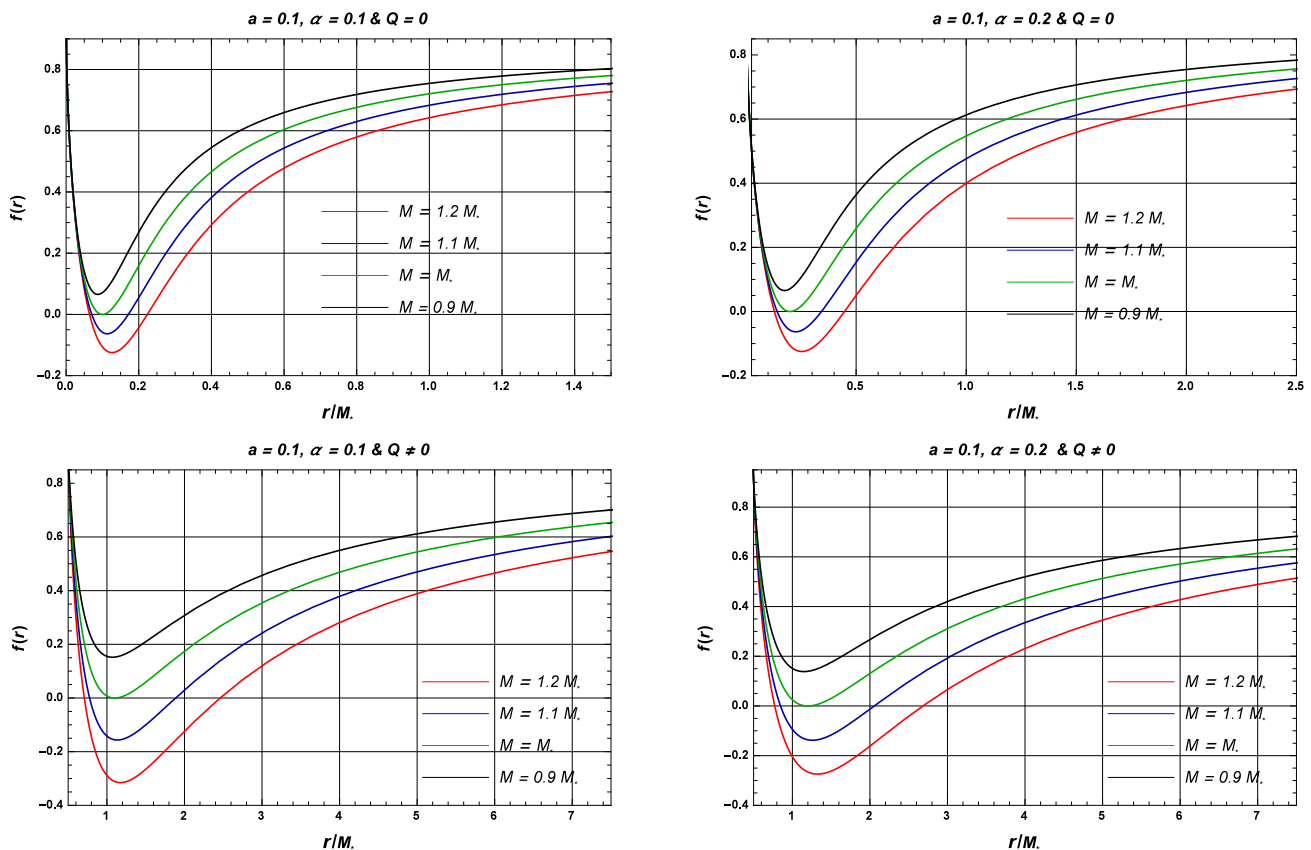 a = 0.1, α = 0.1 & Q = 0
0.8
0.6
0.4
0.2
0.0
−0.2
f(r)
0.0 0.2 0.4 0.6 0.8 1.0 1.2 1.4
r/M*
M = 1.2 M*
M = 1.1 M*
M = M*
M = 0.9 M*
a = 0.1, α = 0.2 & Q = 0
0.8
0.6
0.4
0.2
0.0
−0.2
f(r)
0.5 1.0 1.5 2.0 2.5
r/M*
M = 1.2 M*
M = 1.1 M*
M = M*
M = 0.9 M*
a = 0.1, α = 0.1 & Q ≠ 0
0.8
0.6
0.4
0.2
0.0
−0.2
−0.4
f(r)
1 2 3 4 5 6 7
r/M*
M = 1.2 M*
M = 1.1 M*
M = M*
M = 0.9 M*
a = 0.1, α = 0.2 & Q ≠ 0
0.8
0.6
0.4
0.2
0.0
−0.2
−0.4
f(r)
1 2 3 4 5 6 7
r/M*
M = 1.2 M*
M = 1.1 M*
M = M*
M = 0.9 M*